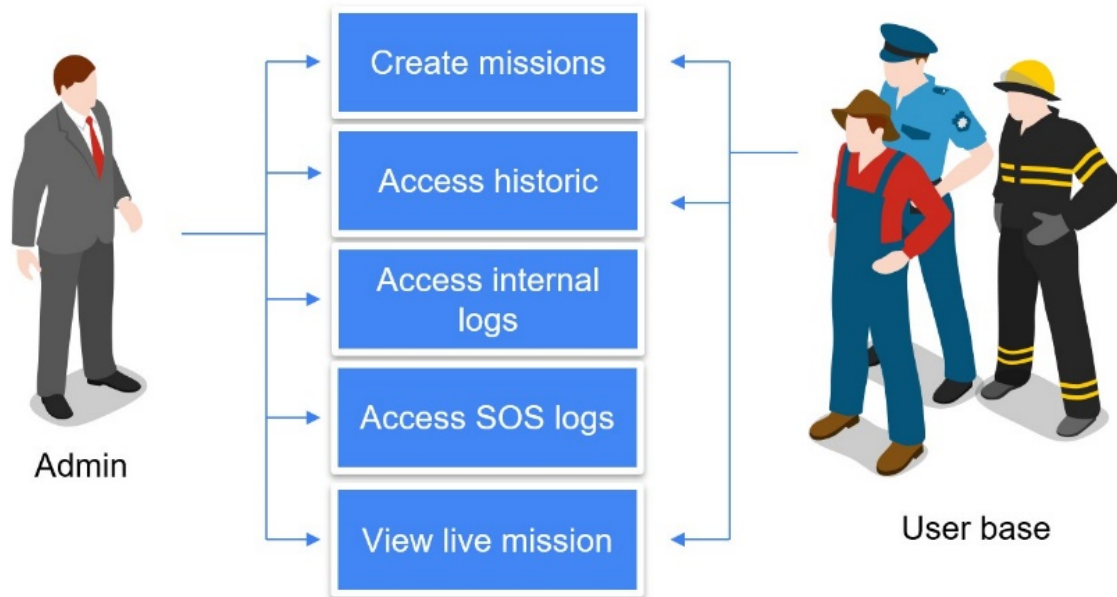 Create missions
Access historic
Access internal
logs
Access SOS logs
View live mission
Admin
User base